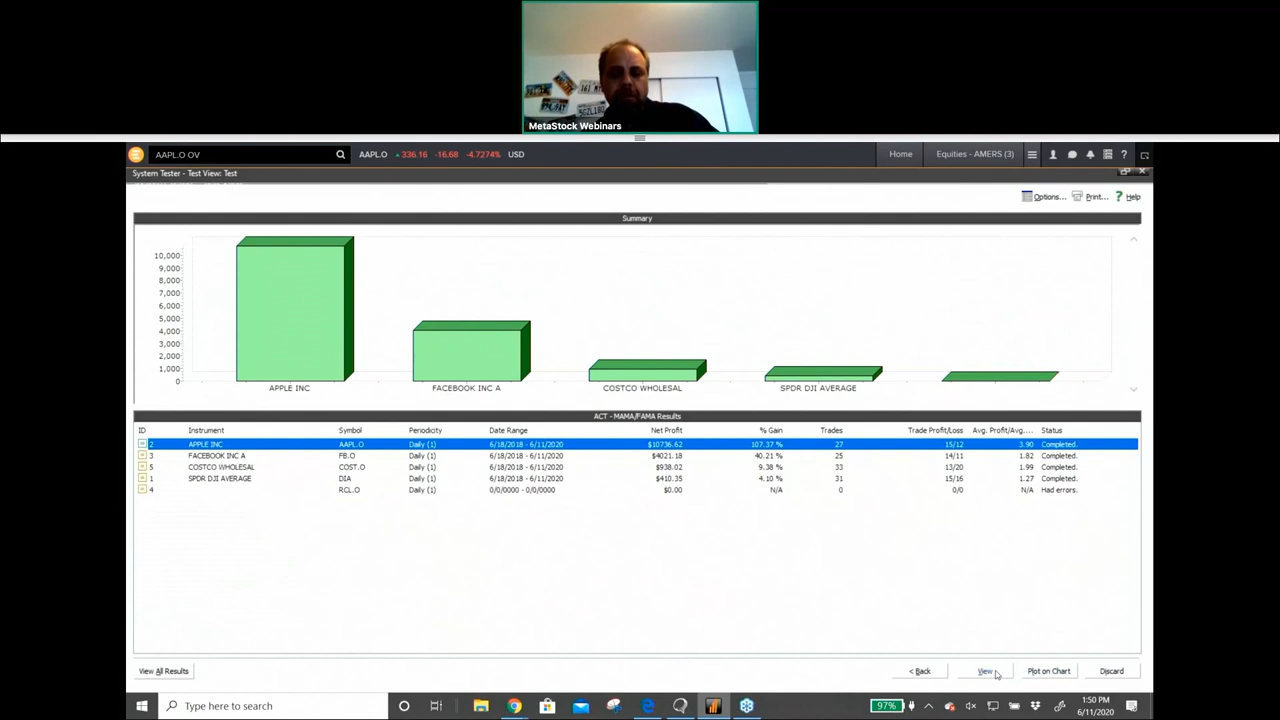 MetaStock Webinars
AAPL.O OV AAPL.O 336.16 -16.68 -4.7274% USD Home Equities - AMERS (3)
System Tester - Test View: Test
Options... Print... Help
Summary
10,000
9,000
8,000
7,000
6,000
5,000
4,000
3,000
2,000
1,000
0
APPLE INC FACEBOOK INC A COSTCO WHOLESAL SPDR DJI AVERAGE
ACT - MAMA/FAMA Results
ID Instrument Symbol Periodicity Date Range Net Profit % Gain Trades Trade Profit/Loss Avg. Profit/Avg.... Status
2 APPLE INC AAPL.O Daily (1) 6/18/2018 - 6/11/2020 $10736.62 107.37 % 27 15/12 3.90 Completed.
3 FACEBOOK INC A FB.O Daily (1) 6/18/2018 - 6/11/2020 $4021.18 40.21 % 25 14/11 1.82 Completed.
5 COSTCO WHOLESAL COST.O Daily (1) 6/18/2018 - 6/11/2020 $938.02 9.38 % 33 13/20 1.99 Completed.
1 SPDR DJI AVERAGE DIA Daily (1) 6/18/2018 - 6/11/2020 $410.35 4.10 % 31 15/16 1.27 Completed.
4 RCL.O Daily (1) 0/0/0000 - 0/0/0000 $0.00 N/A 0 0/0 N/A Had errors.
View All Results < Back View Plot on Chart Discard
Type here to search 97% 1:50 PM
6/11/2020